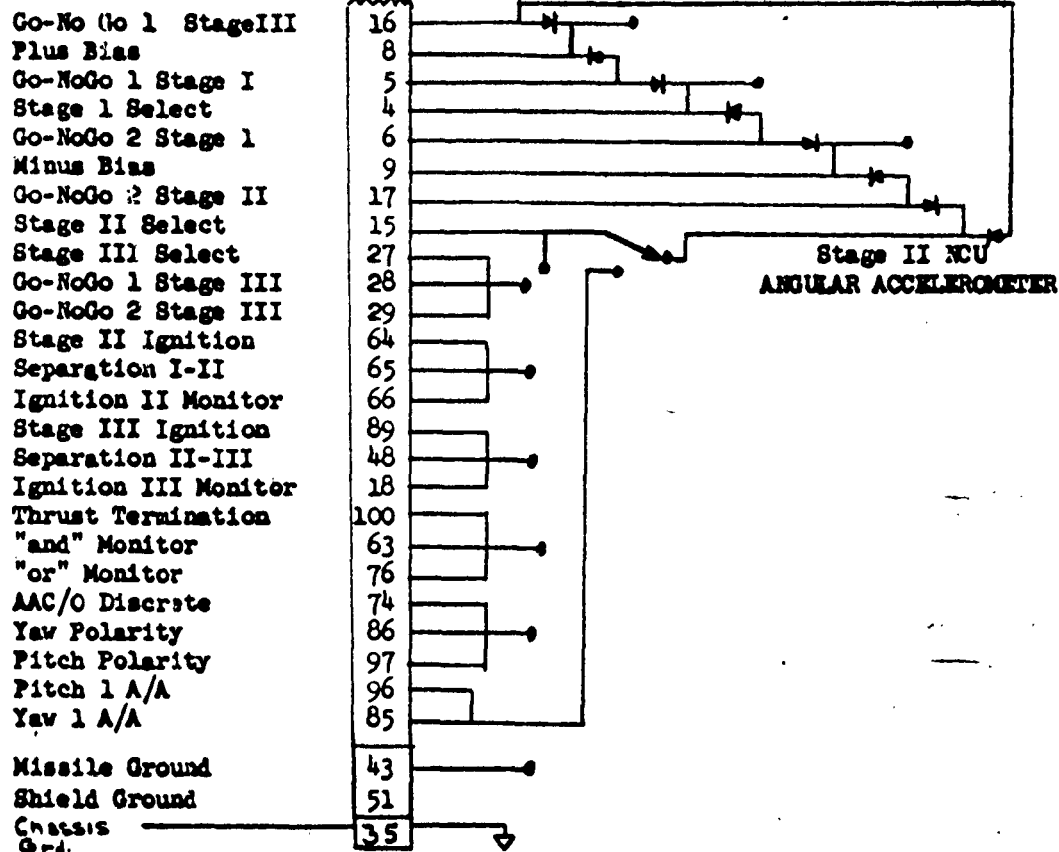 Go-No Go 1 StageIII 16
Plus Bias 8
Go-NoGo 1 Stage I 5
Stage 1 Select 4
Go-NoGo 2 Stage 1 6
Minus Bias 9
Go-NoGo 2 Stage II 17
Stage II Select 15
Stage III Select 27
Stage II NCU
Go-NoGo 1 Stage III 28
ANGULAR ACCELEROMETER
Go-NoGo 2 Stage III 29
Stage II Ignition 64
Separation I-II 65
Ignition II Monitor 66
Stage III Ignition 89
Separation II-III 48
Ignition III Monitor 18
Thrust Termination 100
"and" Monitor 63
"or" Monitor 76
AAC/O Discrete 74
Yaw Polarity 86
Pitch Polarity 97
Pitch 1 A/A 96
Yaw 1 A/A 85
Missile Ground 43
Shield Ground 51
Chassis 35
Grd.